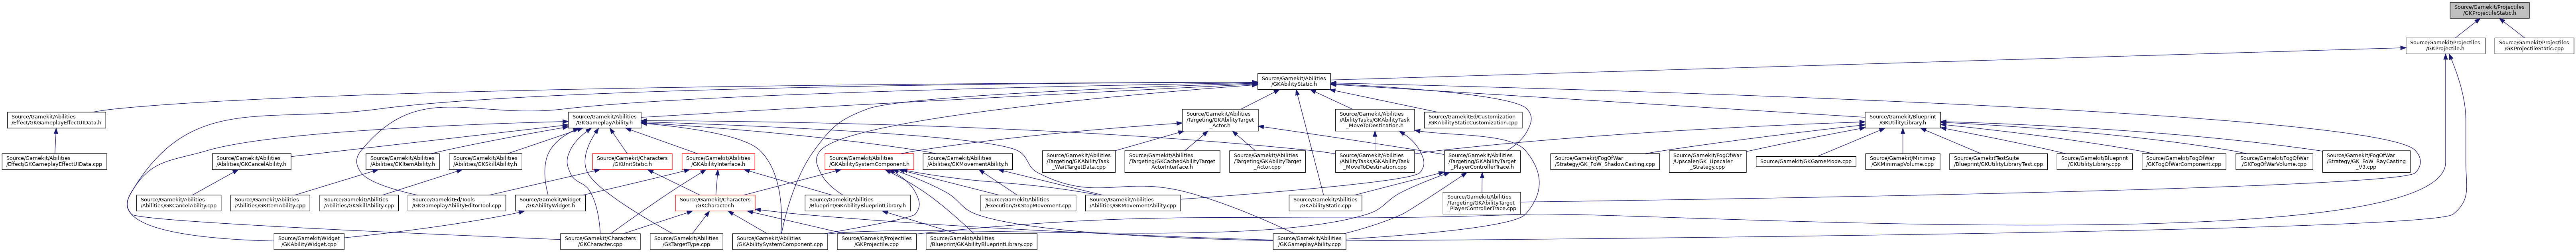 Source/Gamekit/Projectiles
/GKProjectileStatic.h
Source/Gamekit/Projectiles
/GKProjectile.h
Source/Gamekit/Projectiles
/GKProjectileStatic.cpp
Source/Gamekit/Abilities
/GKAbilityStatic.h
Source/Gamekit/Abilities
/Effect/GKGameplayEffectUIData.h
Source/Gamekit/Abilities
/GKGameplayAbility.h
Source/Gamekit/Abilities
/Targeting/GKAbilityTarget
_Actor.h
Source/Gamekit/Abilities
/AbilityTasks/GKAbilityTask
_MoveToDestination.h
Source/GamekitEd/Customization
/GKAbilityStaticCustomization.cpp
Source/Gamekit/Blueprint
/GKUtilityLibrary.h
Source/Gamekit/Abilities
/Effect/GKGameplayEffectUIData.cpp
Source/Gamekit/Abilities
/Abilities/GKCancelAbility.h
Source/Gamekit/Abilities
/Abilities/GKItemAbility.h
Source/Gamekit/Abilities
/Abilities/GKSkillAbility.h
Source/Gamekit/Characters
/GKUnitStatic.h
Source/Gamekit/Abilities
/GKAbilityInterface.h
Source/Gamekit/Abilities
/GKAbilitySystemComponent.h
Source/Gamekit/Abilities
/Abilities/GKMovementAbility.h
Source/Gamekit/Abilities
/Targeting/GKAbilityTask
_WaitTargetData.cpp
Source/Gamekit/Abilities
/Targeting/GKCachedAbilityTarget
ActorInterface.h
Source/Gamekit/Abilities
/Targeting/GKAbilityTarget
_Actor.cpp
Source/Gamekit/Abilities
/AbilityTasks/GKAbilityTask
_MoveToDestination.cpp
Source/Gamekit/Abilities
/Targeting/GKAbilityTarget
_PlayerControllerTrace.h
Source/Gamekit/FogOfWar
/Strategy/GK_FoW_ShadowCasting.cpp
Source/Gamekit/FogOfWar
/Upscaler/GK_Upscaler
_Strategy.cpp
Source/Gamekit/GKGameMode.cpp
Source/Gamekit/Minimap
/GKMinimapVolume.cpp
Source/GamekitTestSuite
/Blueprint/GKUtilityLibraryTest.cpp
Source/Gamekit/Blueprint
/GKUtilityLibrary.cpp
Source/Gamekit/FogOfWar
/GKFogOfWarComponent.cpp
Source/Gamekit/FogOfWar
/GKFogOfWarVolume.cpp
Source/Gamekit/FogOfWar
/Strategy/GK_FoW_RayCasting
_V3.cpp
Source/Gamekit/Abilities
/Abilities/GKCancelAbility.cpp
Source/Gamekit/Abilities
/Abilities/GKItemAbility.cpp
Source/Gamekit/Abilities
/Abilities/GKSkillAbility.cpp
Source/GamekitEd/Tools
/GKGameplayAbilityEditorTool.cpp
Source/Gamekit/Widget
/GKAbilityWidget.h
Source/Gamekit/Characters
/GKCharacter.h
Source/Gamekit/Abilities
/Blueprint/GKAbilityBlueprintLibrary.h
Source/Gamekit/Abilities
/Execution/GKStopMovement.cpp
Source/Gamekit/Abilities
/Abilities/GKMovementAbility.cpp
Source/Gamekit/Abilities
/GKAbilityStatic.cpp
Source/Gamekit/Abilities
/Targeting/GKAbilityTarget
_PlayerControllerTrace.cpp
Source/Gamekit/Widget
/GKAbilityWidget.cpp
Source/Gamekit/Characters
/GKCharacter.cpp
Source/Gamekit/Abilities
/GKTargetType.cpp
Source/Gamekit/Abilities
/GKAbilitySystemComponent.cpp
Source/Gamekit/Projectiles
/GKProjectile.cpp
Source/Gamekit/Abilities
/Blueprint/GKAbilityBlueprintLibrary.cpp
Source/Gamekit/Abilities
/GKGameplayAbility.cpp